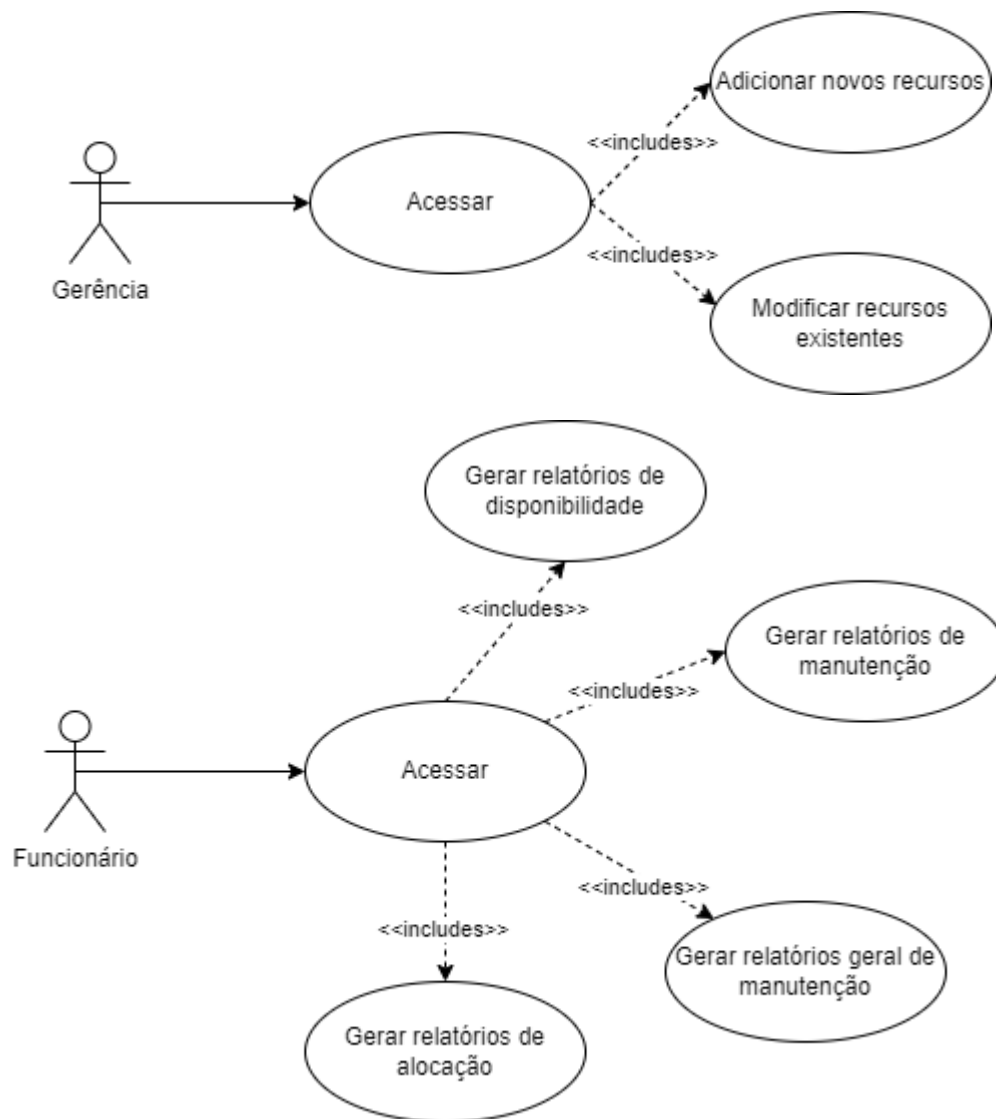 Adicionar novos recursos
<<includes>>
Acessar
<<includes>>
Gerência
Modificar recursos
existentes
Gerar relatórios de
disponibilidade
<<includes>>
Gerar relatórios de
manutenção
<<includes>>
Acessar
Funcionário
<<includes>>
<<includes>>
Gerar relatórios geral de
manutenção
Gerar relatórios de
alocação